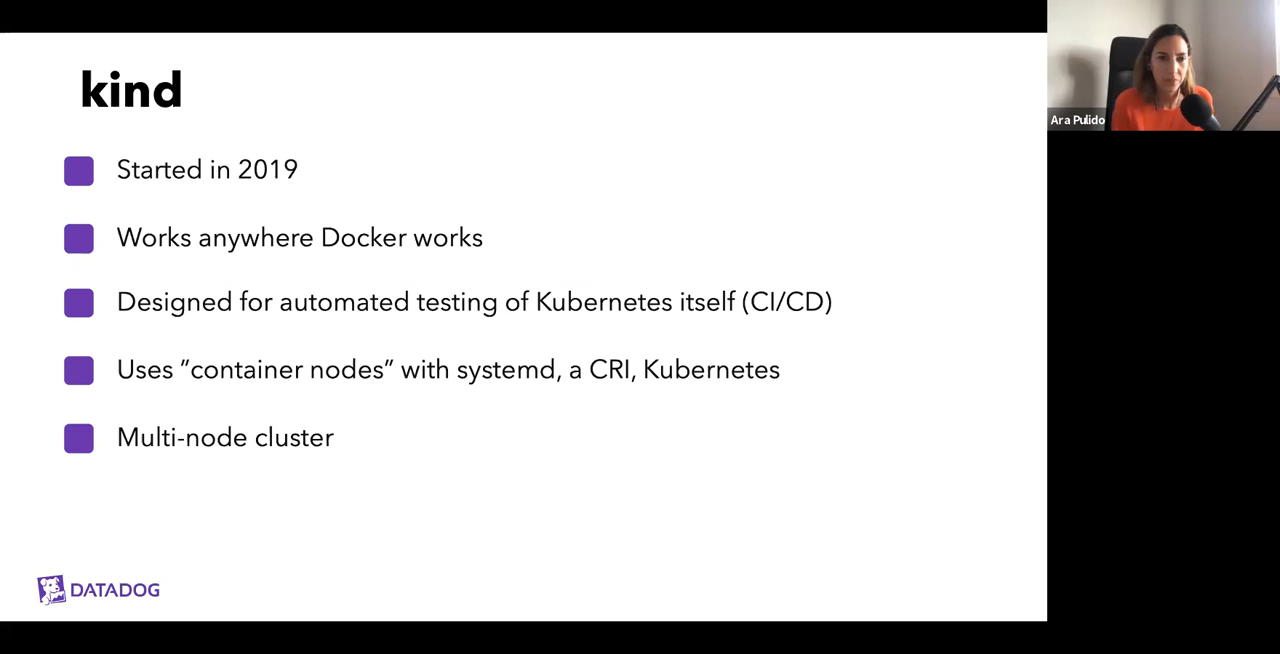 kind
Started in 2019
Works anywhere Docker works
Designed for automated testing of Kubernetes itself (CI/CD)
Uses ”container nodes” with systemd, a CRI, Kubernetes
Multi-node cluster
DATADOG
Ara Pulido